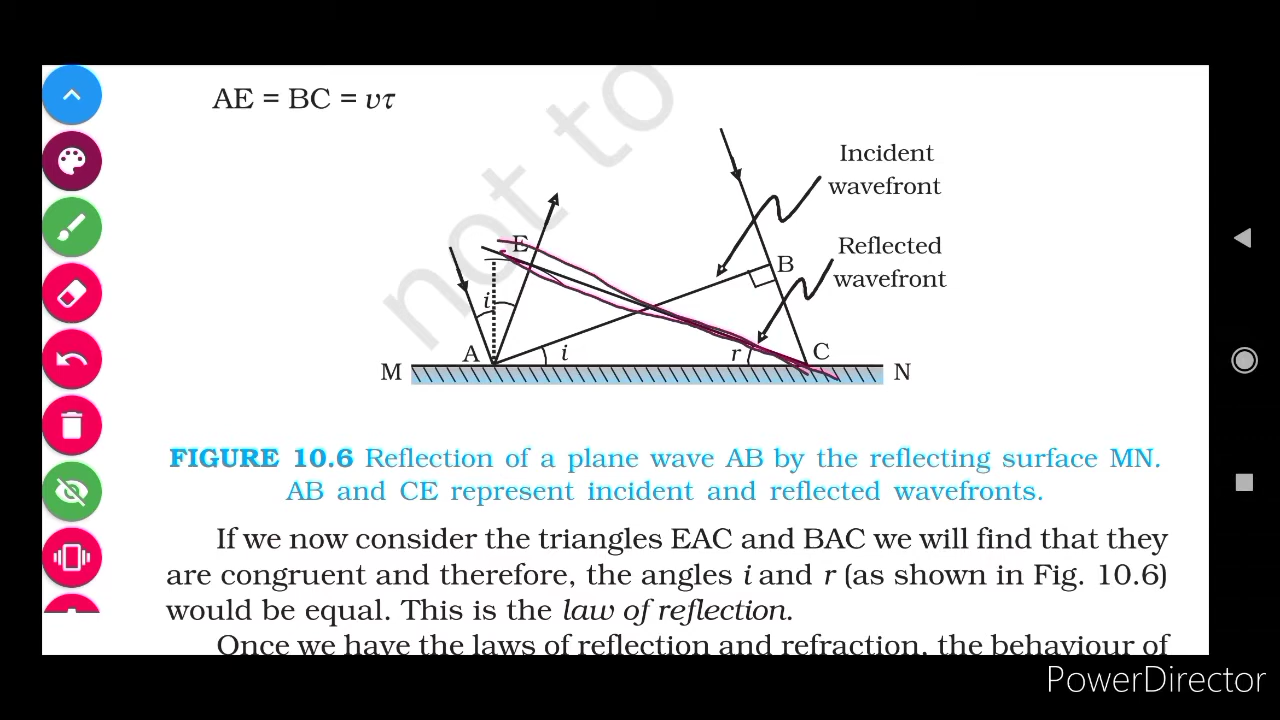 AE = BC = υτ
not to
Incident
wavefront
E
B
Reflected
wavefront
i
A
i
r
C
M
N
FIGURE 10.6 Reflection of a plane wave AB by the reflecting surface MN.
AB and CE represent incident and reflected wavefronts.
If we now consider the triangles EAC and BAC we will find that they
are congruent and therefore, the angles i and r (as shown in Fig. 10.6)
would be equal. This is the law of reflection.
Once we have the laws of reflection and refraction, the behaviour of
PowerDirector